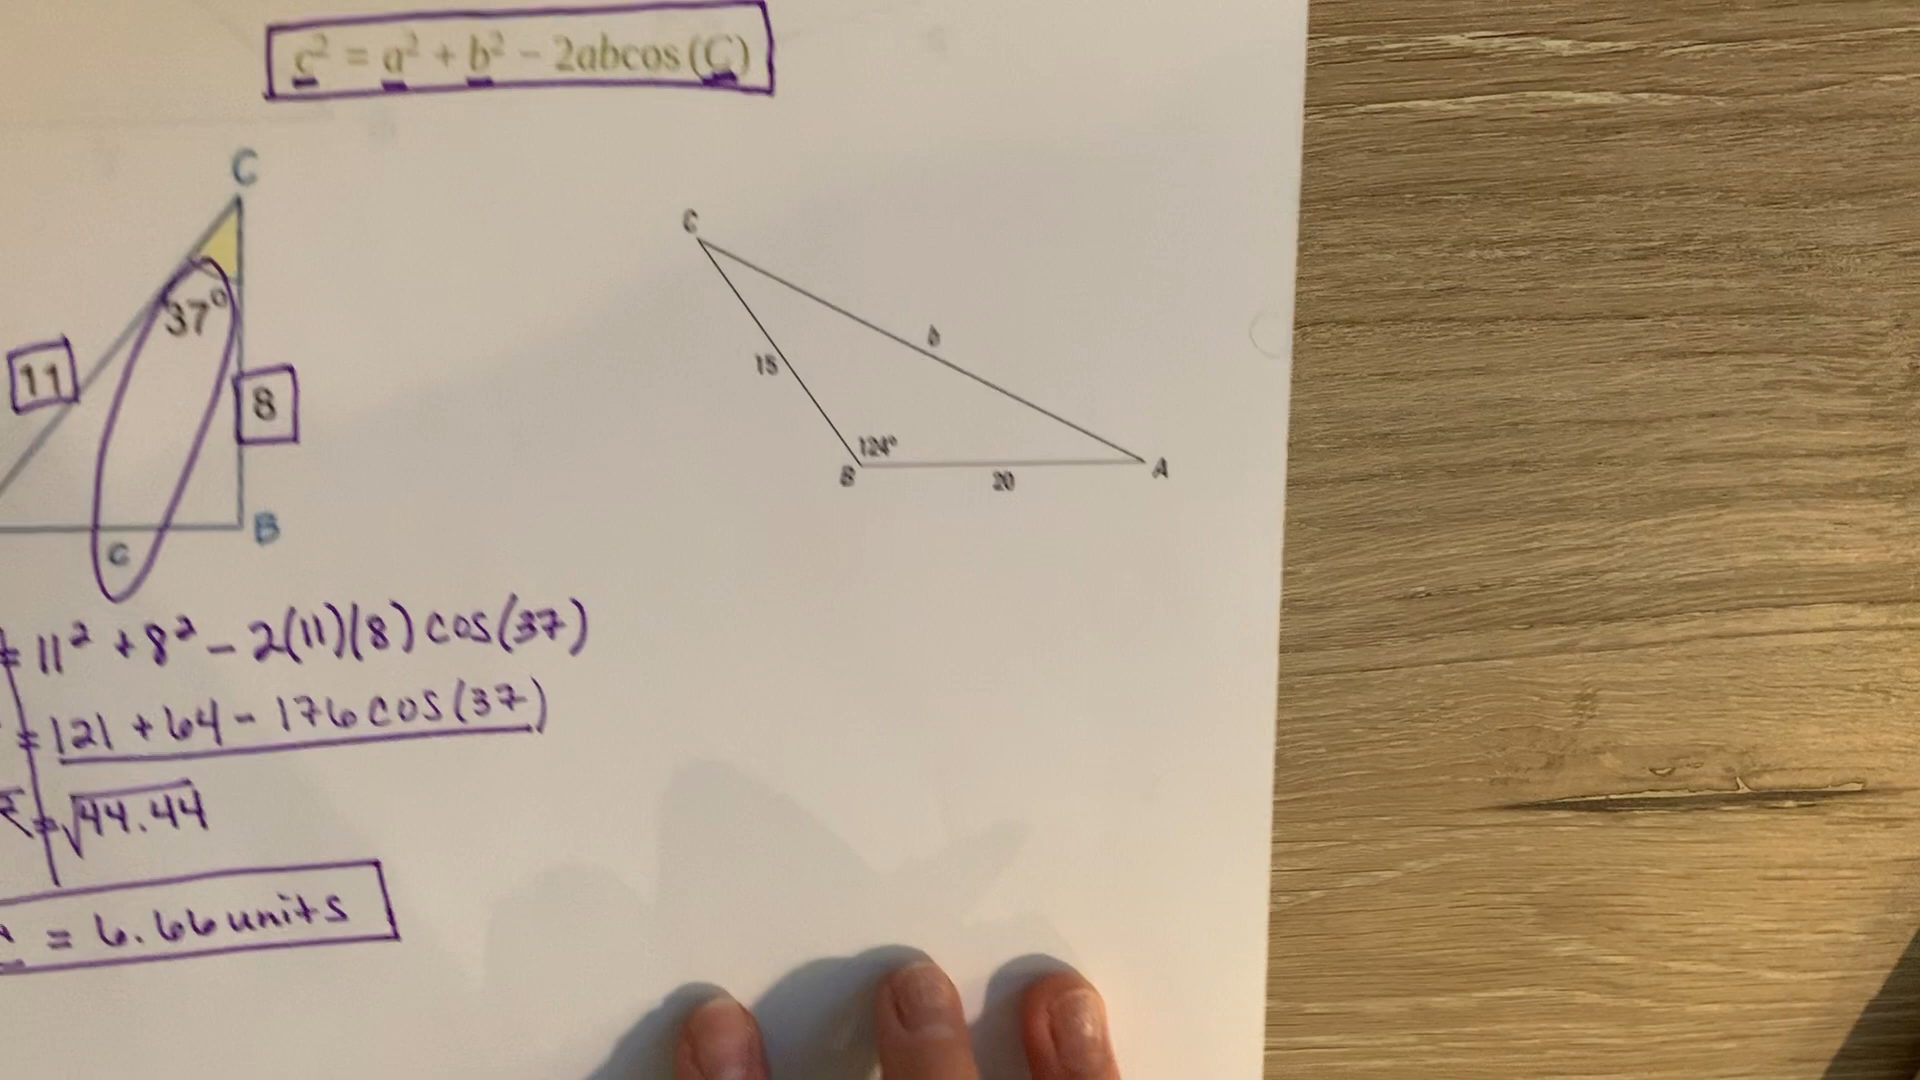 c² = a² + b² - 2abcos(C)
C
37°
11
8
B
c
= 11² + 8² - 2(11)(8) cos(37)
= 121 + 64 - 176 cos(37)
= √44.44
= 6.66 units
C
b
15
124°
B
20
A